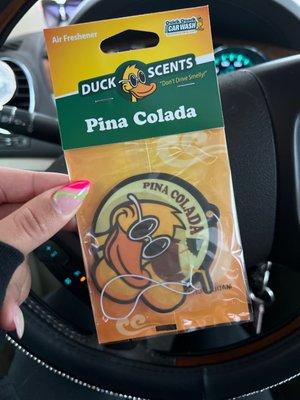 Air Freshener
Quick Quack
CAR WASH
DUCK SCENTS
"Don't Drive Smelly."
Pina Colada
PINA COLADA